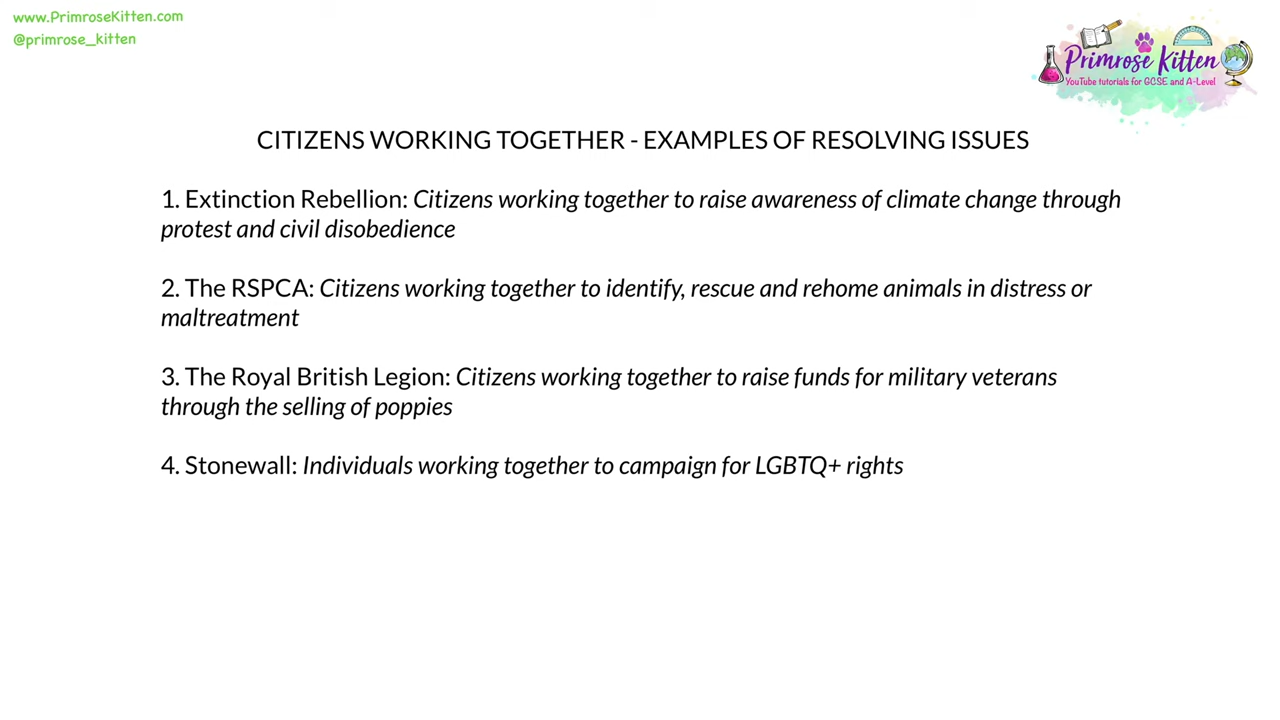 www.PrimroseKitten.com
@primrose_kitten
Primrose Kitten
YouTube tutorials for GCSE and A-Level
CITIZENS WORKING TOGETHER - EXAMPLES OF RESOLVING ISSUES
1. Extinction Rebellion: Citizens working together to raise awareness of climate change through
protest and civil disobedience
2. The RSPCA: Citizens working together to identify, rescue and rehome animals in distress or
maltreatment
3. The Royal British Legion: Citizens working together to raise funds for military veterans
through the selling of poppies
4. Stonewall: Individuals working together to campaign for LGBTQ+ rights